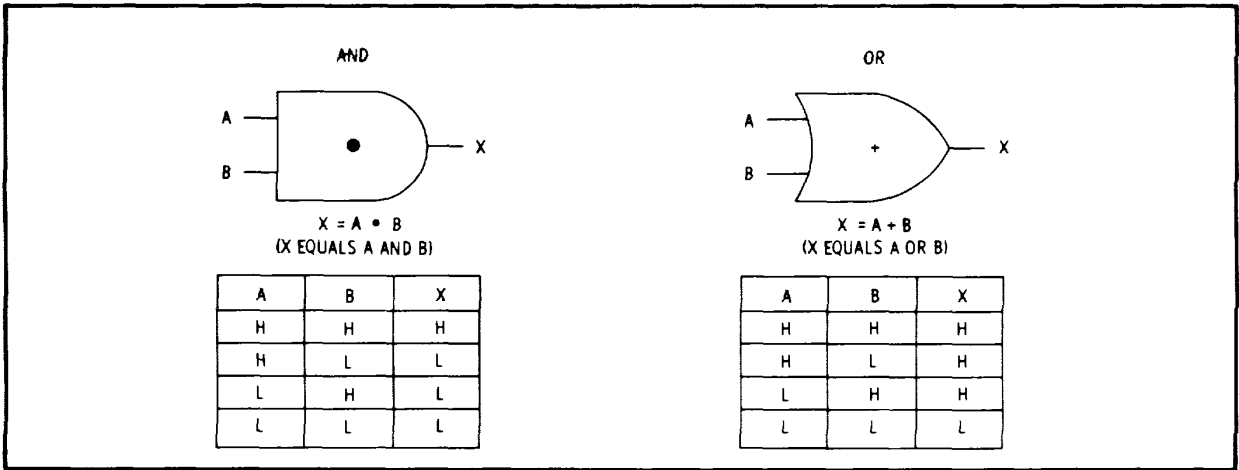 AND
A
B
●
X
X = A • B
(X EQUALS A AND B)
A B X
H H H
H L L
L H L
L L L
OR
A
B
+
X
X = A + B
(X EQUALS A OR B)
A B X
H H H
H L H
L H H
L L L